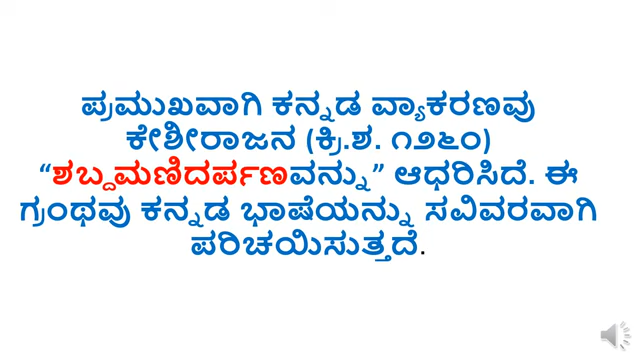 ಪ್ರಮುಖವಾಗಿ ಕನ್ನಡ ವ್ಯಾಕರಣವು
ಕೇಶೀರಾಜನ (ಕ್ರಿ.ಶ. ೧೨೬೦)
“ಶಬ್ದಮಣಿದರ್ಪಣವನ್ನು” ಆಧರಿಸಿದೆ. ಈ
ಗ್ರಂಥವು ಕನ್ನಡ ಭಾಷೆಯನ್ನು ಸವಿವರವಾಗಿ
ಪರಿಚಯಿಸುತ್ತದೆ.